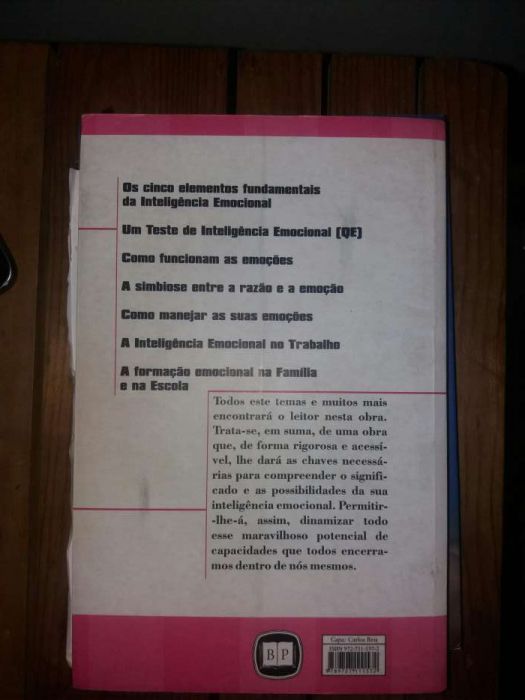 Os cinco elementos fundamentais
da Inteligência Emocional
Um Teste de Inteligência Emocional (QE)
Como funcionam as emoções
A simbiose entre a razão e a emoção
Como manejar as suas emoções
A Inteligência Emocional no Trabalho
A formação emocional na Família
e na Escola
Todos este temas e muitos mais
encontrará o leitor nesta obra.
Trata-se, em suma, de uma obra
que, de forma rigorosa e acessí-
vel, lhe dará as chaves necessá-
rias para compreender o signifi-
cado e as possibilidades da sua
inteligência emocional. Permitir-
-lhe-á, assim, dinamizar todo
esse maravilhoso potencial de
capacidades que todos encerra-
mos dentro de nós mesmos.
Capa: Carlos Reis
B P